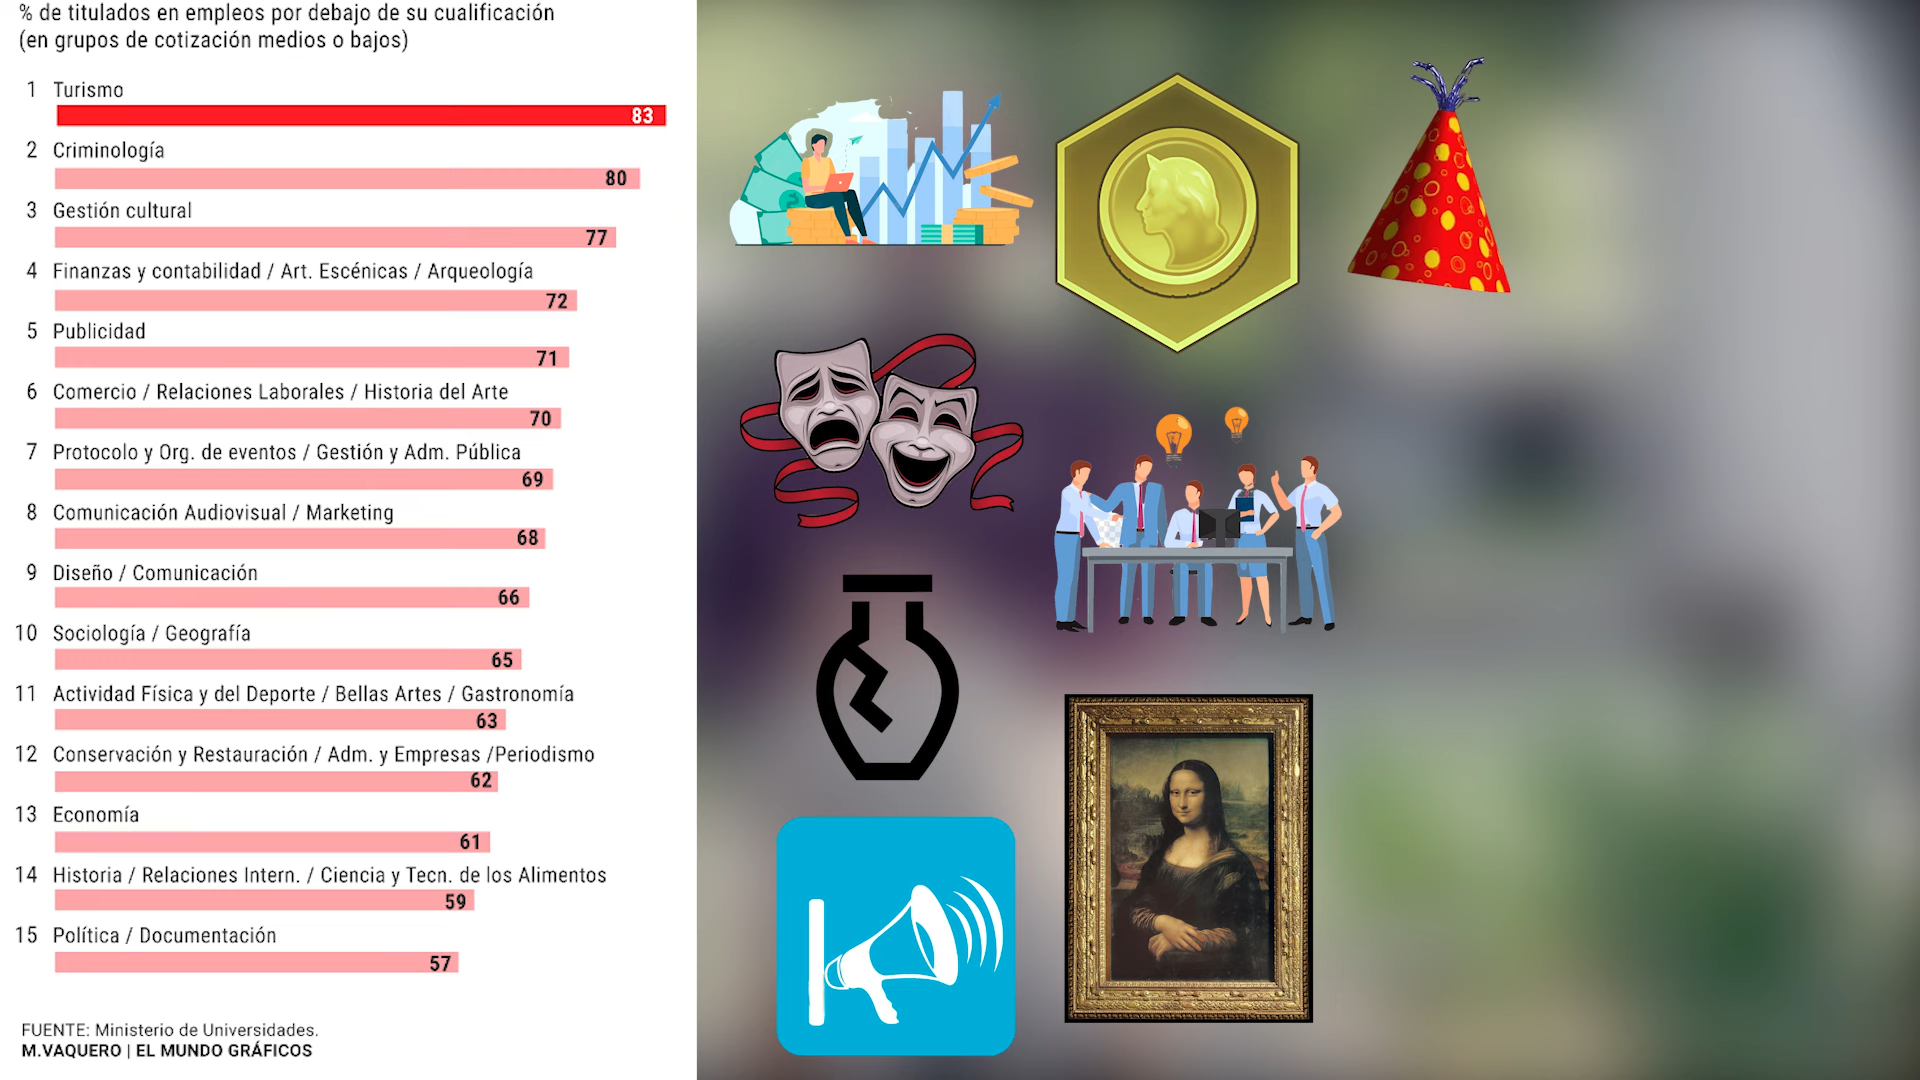 % de titulados en empleos por debajo de su cualificación
(en grupos de cotización medios o bajos)
1 Turismo
83
2 Criminología
80
3 Gestión cultural
77
4 Finanzas y contabilidad / Art. Escénicas / Arqueología
72
5 Publicidad
71
6 Comercio / Relaciones Laborales / Historia del Arte
70
7 Protocolo y Org. de eventos / Gestión y Adm. Pública
69
8 Comunicación Audiovisual / Marketing
68
9 Diseño / Comunicación
66
10 Sociología / Geografía
65
11 Actividad Física y del Deporte / Bellas Artes / Gastronomía
63
12 Conservación y Restauración / Adm. y Empresas /Periodismo
62
13 Economía
61
14 Historia / Relaciones Intern. / Ciencia y Tecn. de los Alimentos
59
15 Política / Documentación
57
FUENTE: Ministerio de Universidades.
M.VAQUERO | EL MUNDO GRÁFICOS